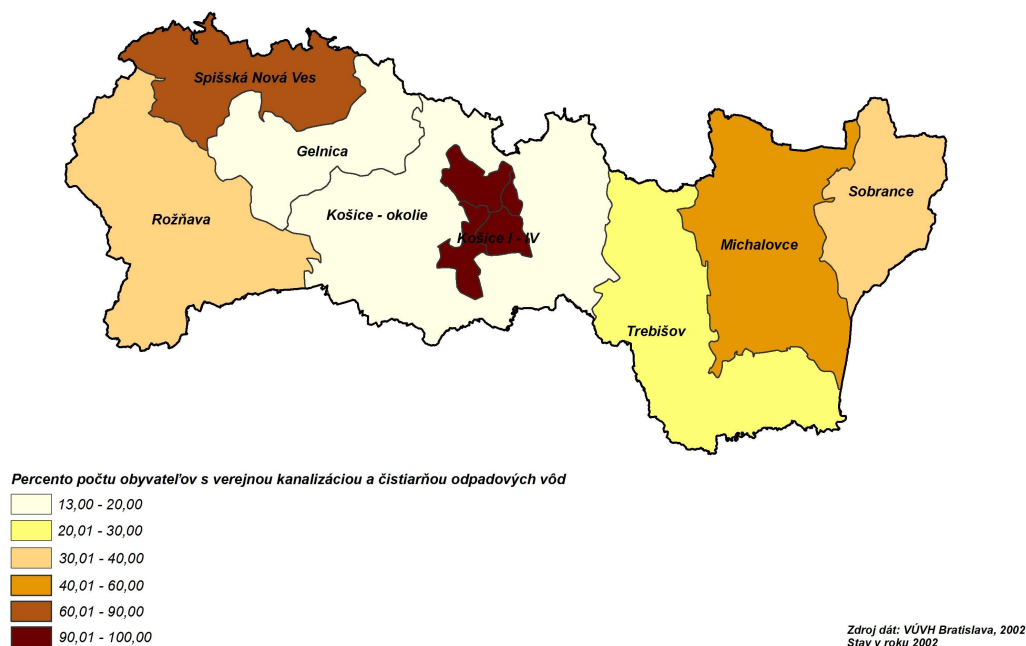 Spišská Nová Ves
Gelnica
Sobrance
Rožňava
Košice - okolie
Košice I - IV
Michalovce
Trebišov
Percento počtu obyvateľov s verejnou kanalizáciou a čistiarňou odpadových vôd
13,00 - 20,00
20,01 - 30,00
30,01 - 40,00
40,01 - 60,00
60,01 - 90,00
90,01 - 100,00
Zdroj dát: VÚVH Bratislava, 2002
Stav v roku 2002